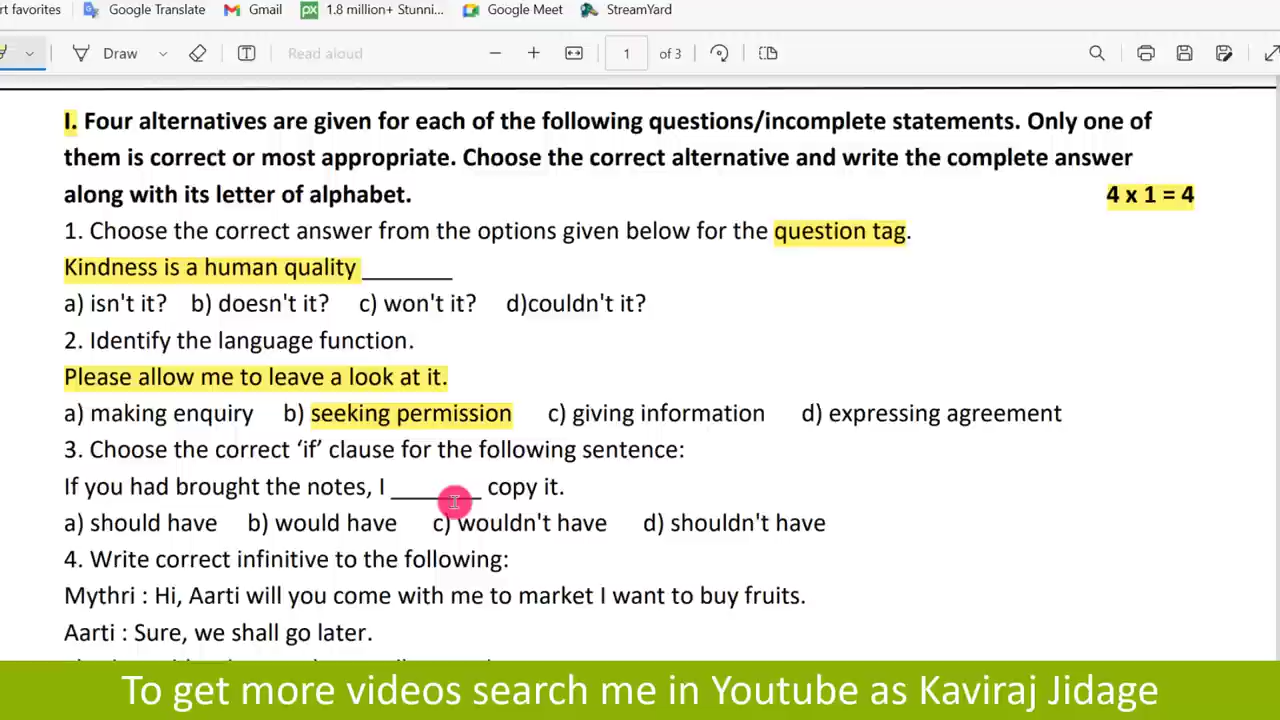 rt favorites Google Translate Gmail 1.8 million+ Stunni... Google Meet StreamYard
Draw Read aloud 1 of 3
I. Four alternatives are given for each of the following questions/incomplete statements. Only one of
them is correct or most appropriate. Choose the correct alternative and write the complete answer
along with its letter of alphabet. 4 x 1 = 4
1. Choose the correct answer from the options given below for the question tag.
Kindness is a human quality _______
a) isn't it? b) doesn't it? c) won't it? d)couldn't it?
2. Identify the language function.
Please allow me to leave a look at it.
a) making enquiry b) seeking permission c) giving information d) expressing agreement
3. Choose the correct ‘if’ clause for the following sentence:
If you had brought the notes, I _______ copy it.
a) should have b) would have c) wouldn't have d) shouldn't have
4. Write correct infinitive to the following:
Mythri : Hi, Aarti will you come with me to market I want to buy fruits.
Aarti : Sure, we shall go later.
To get more videos search me in Youtube as Kaviraj Jidage